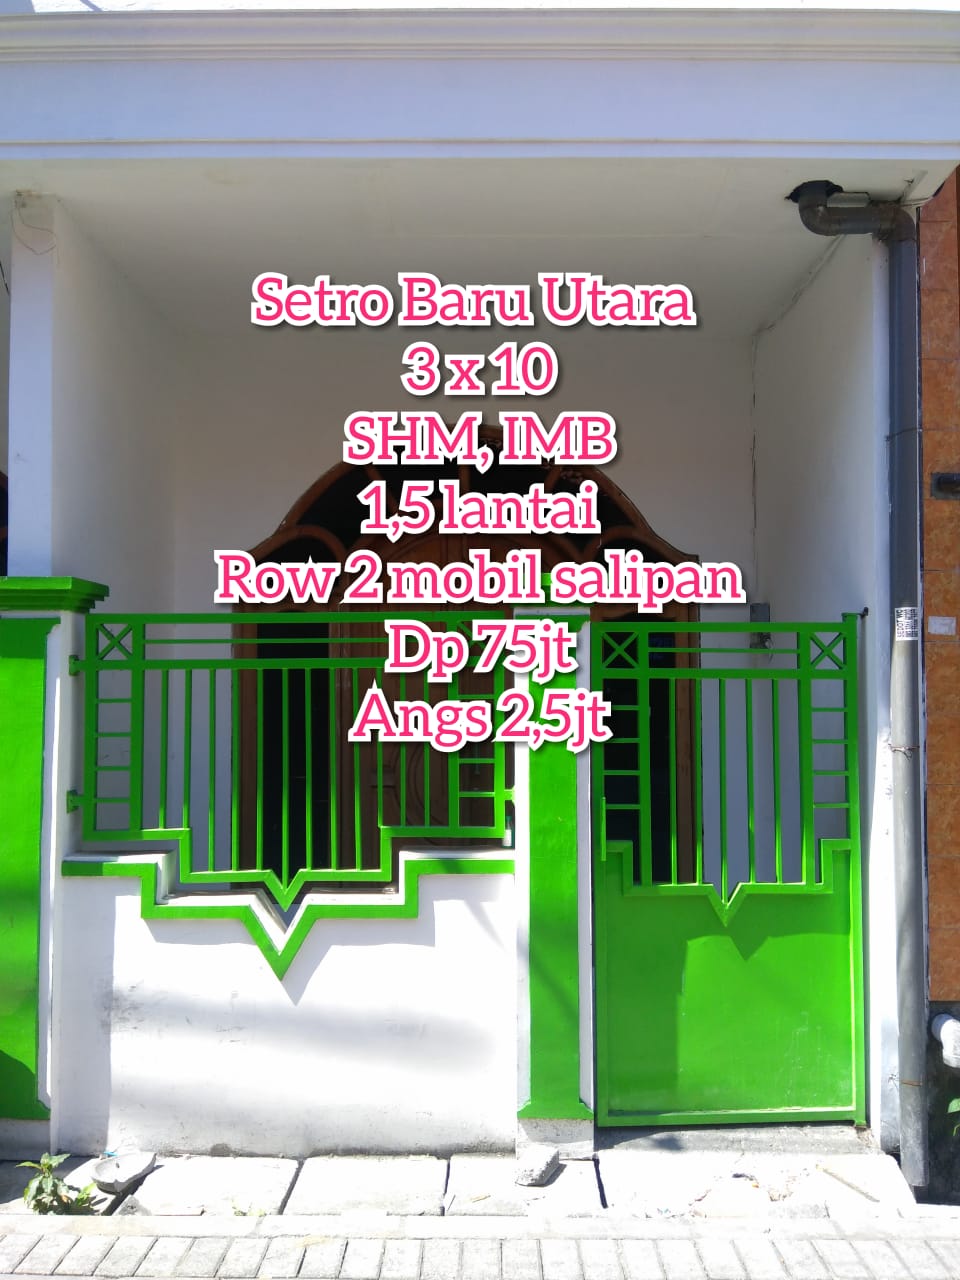 Setro Baru Utara
3 x 10
SHM, IMB
1,5 lantai
Row 2 mobil salipan
Dp 75jt
Angs 2,5jt